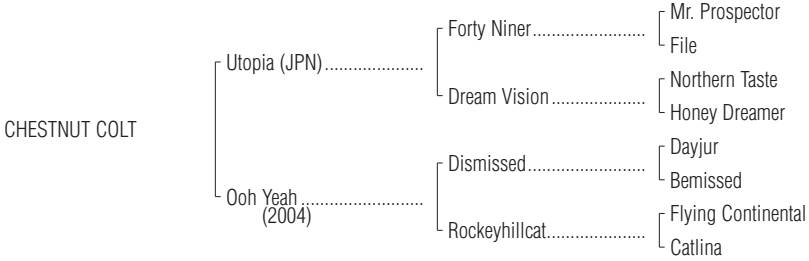 Mr. Prospector
Forty Niner........................
File
Utopia (JPN).....................
Northern Taste
Dream Vision....................
Honey Dreamer
CHESTNUT COLT
Dayjur
Dismissed.........................
Bemissed
Ooh Yeah..........................
(2004)
Flying Continental
Rockeyhillcat.....................
Catlina